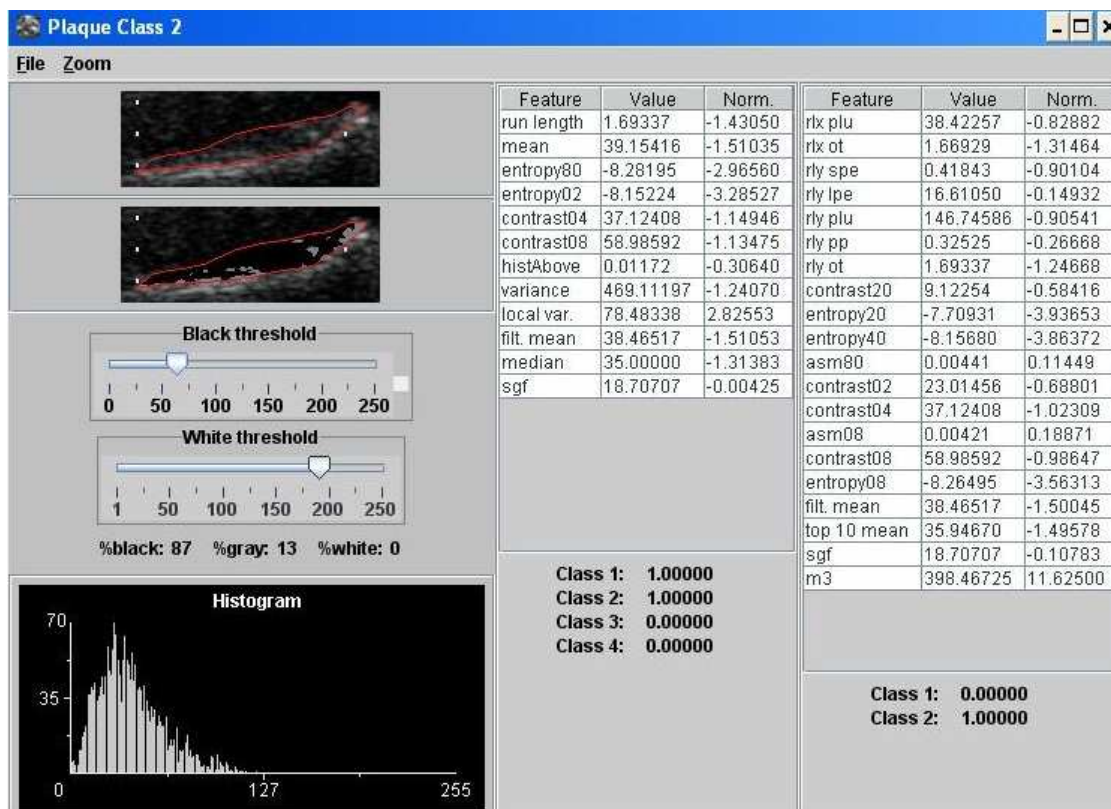 Plaque Class 2
File Zoom
Black threshold
0 50 100 150 200 250
White threshold
1 50 100 150 200 250
%black: 87 %gray: 13 %white: 0
Histogram
70
35
0 127 255
Feature Value Norm.
run length 1.69337 -1.43050
mean 39.15416 -1.51035
entropy80 -8.28195 -2.96560
entropy02 -8.15224 -3.28527
contrast04 37.12408 -1.14946
contrast08 58.98592 -1.13475
histAbove 0.01172 -0.30640
variance 469.11197 -1.24070
local var. 78.48338 2.82553
filt. mean 38.46517 -1.51053
median 35.00000 -1.31383
sgf 18.70707 -0.00425
Class 1: 1.00000
Class 2: 1.00000
Class 3: 0.00000
Class 4: 0.00000
Feature Value Norm.
rlx plu 38.42257 -0.82882
rlx ot 1.66929 -1.31464
rly spe 0.41843 -0.90104
rly lpe 16.61050 -0.14932
rly plu 146.74586 -0.90541
rly pp 0.32525 -0.26668
rly ot 1.69337 -1.24668
contrast20 9.12254 -0.58416
entropy20 -7.70931 -3.93653
entropy40 -8.15680 -3.86372
asm80 0.00441 0.11449
contrast02 23.01456 -0.68801
contrast04 37.12408 -1.02309
asm08 0.00421 0.18871
contrast08 58.98592 -0.98647
entropy08 -8.26495 -3.56313
filt. mean 38.46517 -1.50045
top 10 mean 35.94670 -1.49578
sgf 18.70707 -0.10783
m3 398.46725 11.62500
Class 1: 0.00000
Class 2: 1.00000